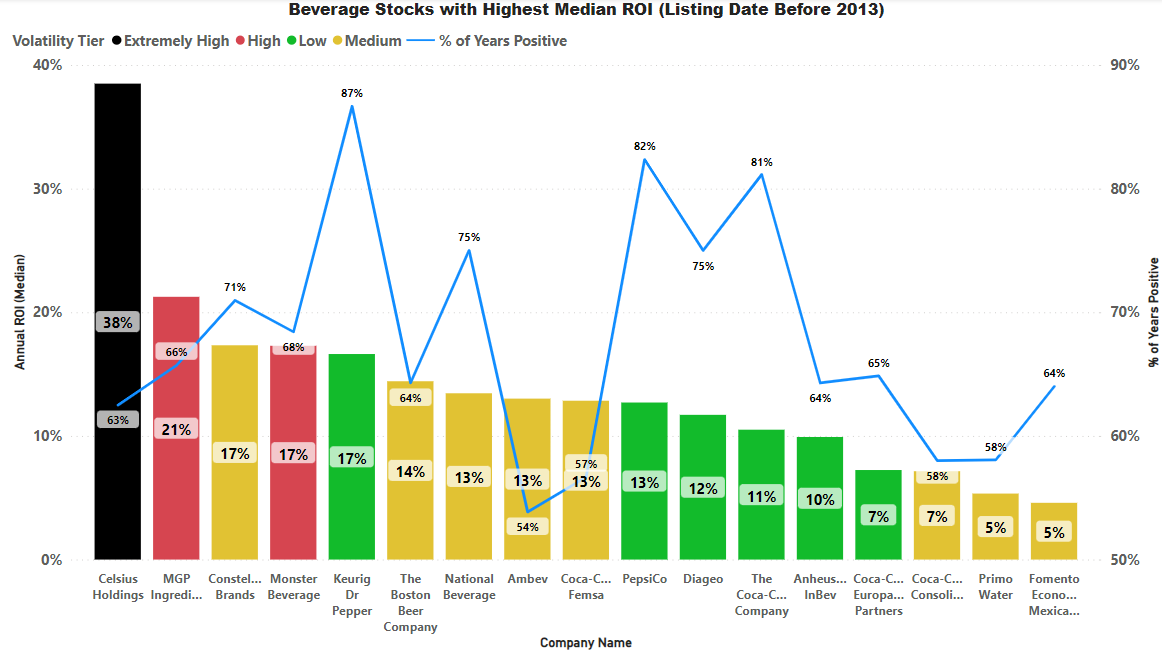 Beverage Stocks with Highest Median ROI (Listing Date Before 2013)
Volatility Tier Extremely High High Low Medium % of Years Positive
40%
30%
20%
10%
0%
Annual ROI (Median)
38%
63%
66%
21%
71%
17%
68%
17%
87%
17%
64%
14%
75%
13%
13%
54%
57%
13%
82%
13%
75%
12%
81%
11%
64%
10%
65%
7%
58%
7%
58%
5%
64%
5%
90%
80%
70%
60%
50%
% of Years Positive
Celsius
Holdings
MGP
Ingredi...
Constel...
Brands
Monster
Beverage
Keurig
Dr
Pepper
The
Boston
Beer
Company
National
Beverage
Ambev
Coca-C...
Femsa
PepsiCo
Diageo
The
Coca-C...
Company
Anheus...
InBev
Coca-C...
Europa...
Partners
Coca-C...
Consoli...
Primo
Water
Fomento
Econo...
Mexica...
Company Name